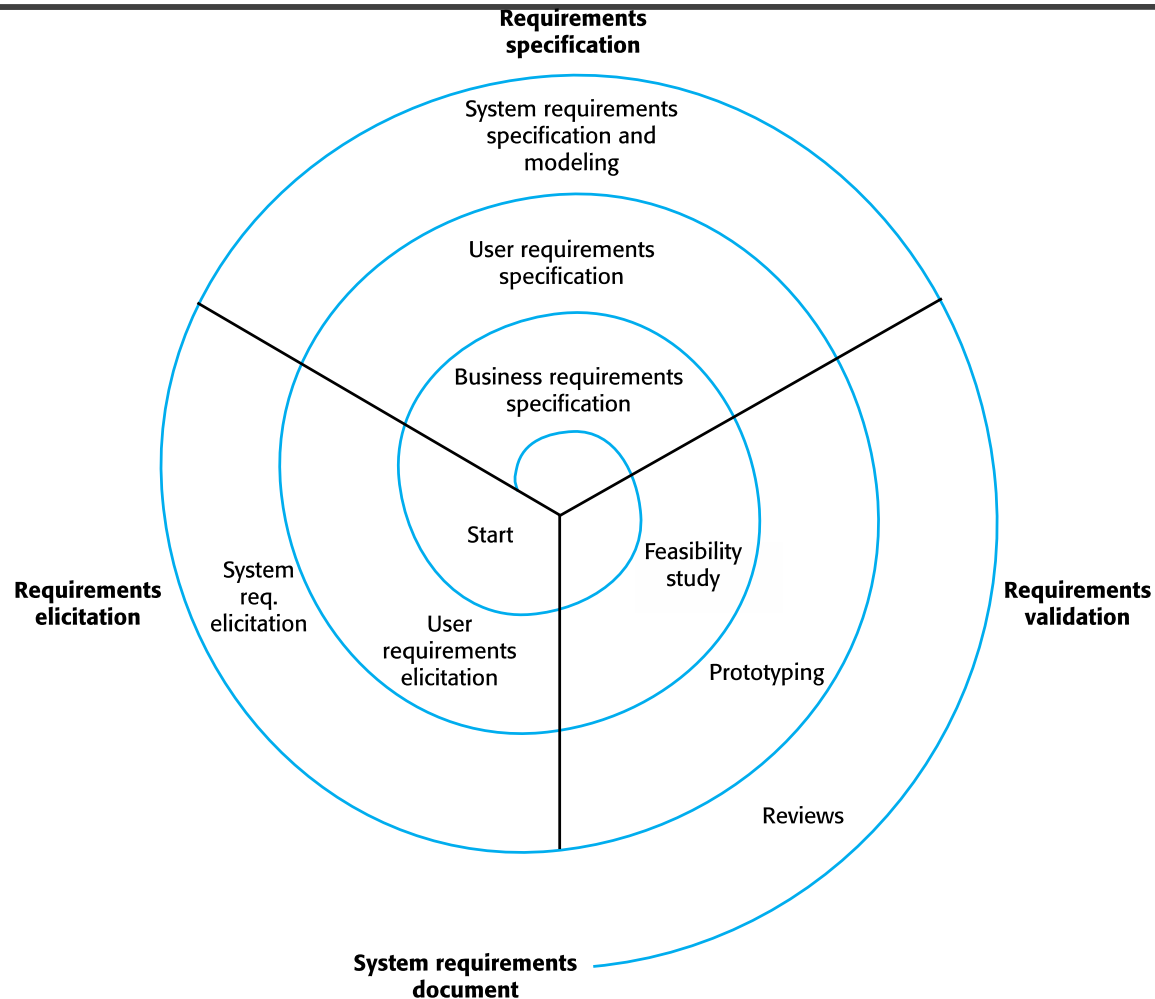 Requirements
specification
System requirements
specification and
modeling
User requirements
specification
Business requirements
specification
Start
Feasibility
study
System
req.
elicitation
Requirements
elicitation
Requirements
validation
User
requirements
elicitation
Prototyping
Reviews
System requirements
document